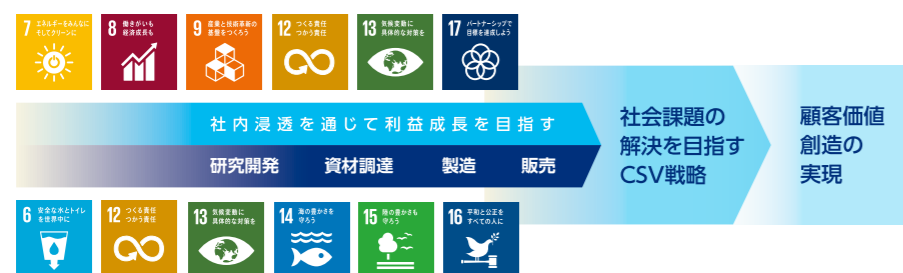 7 エネルギーをみんなに
そしてクリーンに
8 働きがいも
経済成長も
9 産業と技術革新の
基盤をつくろう
12 つくる責任
つかう責任
13 気候変動に
具体的な対策を
17 パートナーシップで
目標を達成しよう
社内浸透を通じて利益成長を目指す
研究開発 資材調達 製造 販売
社会課題の
解決を目指す
CSV戦略
顧客価値
創造の
実現
6 安全な水とトイレ
を世界中に
12 つくる責任
つかう責任
13 気候変動に
具体的な対策を
14 海の豊かさを
守ろう
15 陸の豊かさも
守ろう
16 平和と公正を
すべての人に